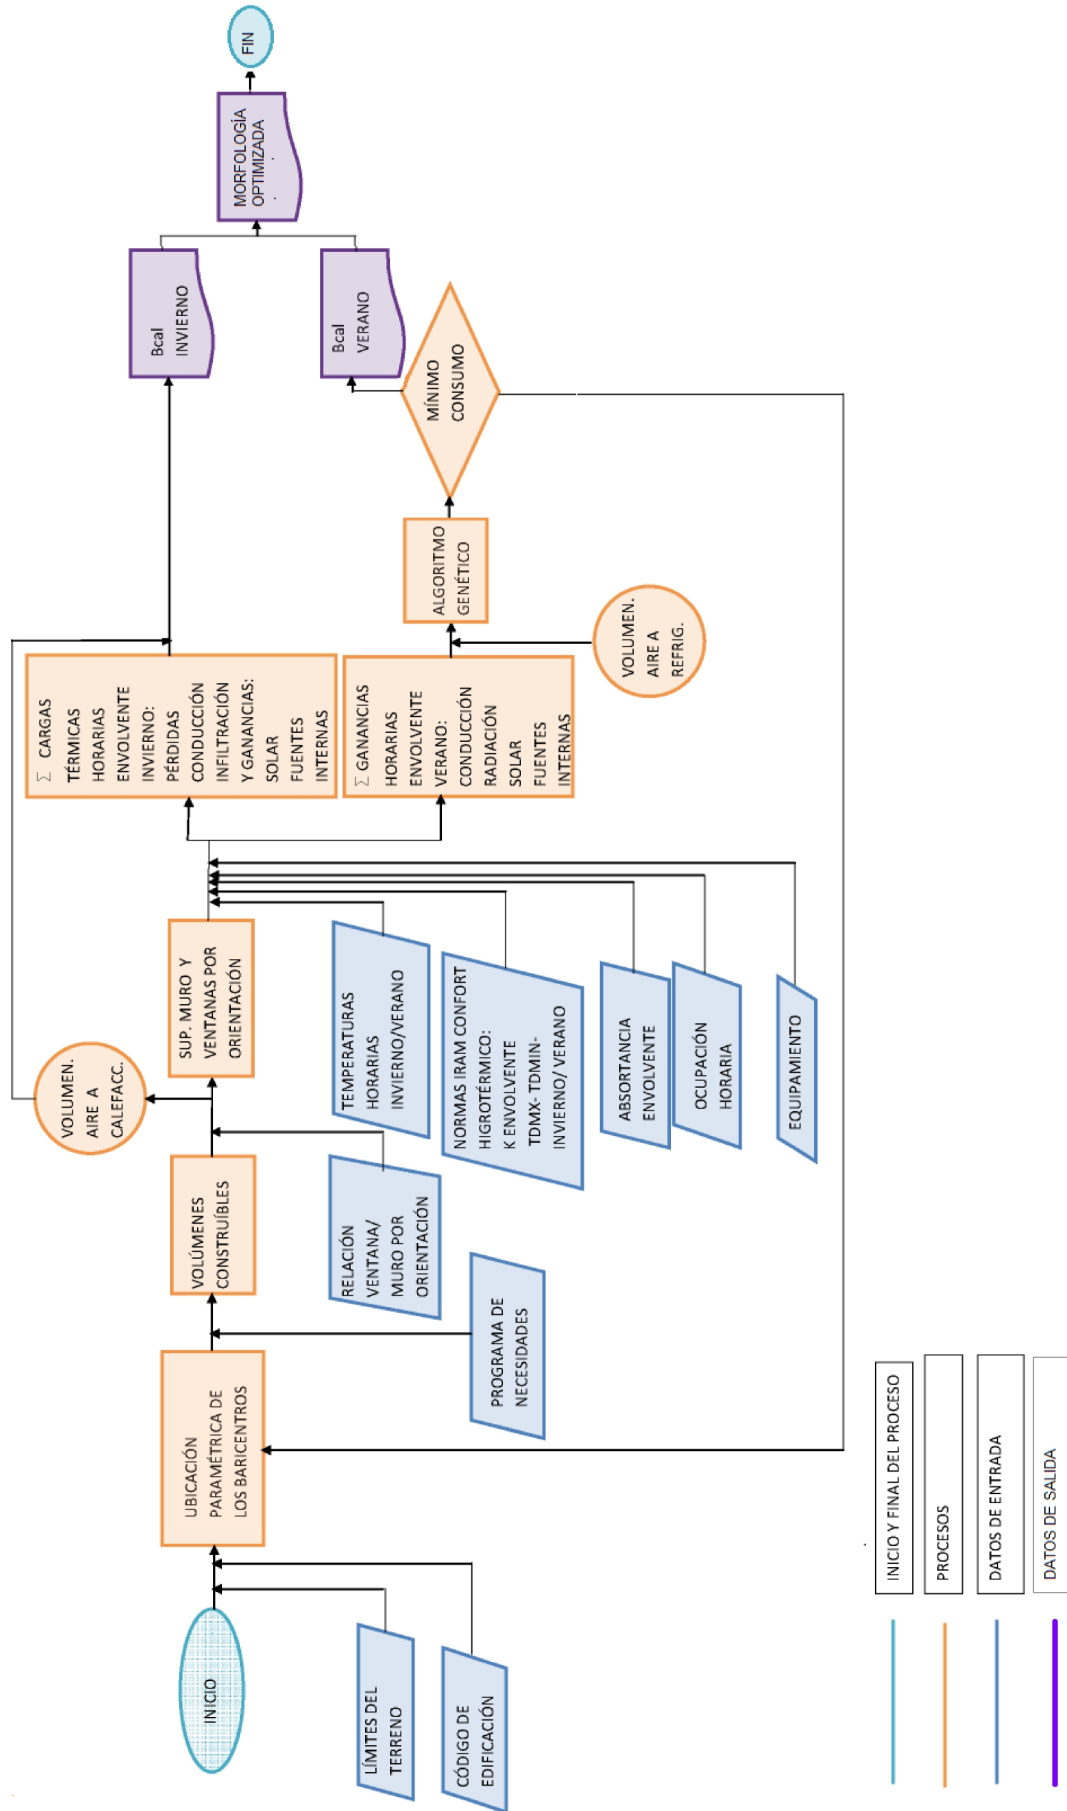 INICIO
LÍMITES DEL
TERRENO
CÓDIGO DE
EDIFICACIÓN
UBICACIÓN
PARAMÉTRICA DE
LOS BARICENTROS
PROGRAMA DE
NECESIDADES
VOLÚMENES
CONSTRUÍBLES
RELACIÓN
VENTANA/
MURO POR
ORIENTACIÓN
VOLUMEN.
AIRE A
CALEFACC.
SUP. MURO Y
VENTANAS POR
ORIENTACIÓN
TEMPERATURAS
HORARIAS
INVIERNO/VERANO
NORMAS IRAM CONFORT
HIGROTÉRMICO:
K ENVOLVENTE
TDMX- TDMIN-
INVIERNO/ VERANO
ABSORTANCIA
ENVOLVENTE
OCUPACIÓN
HORARIA
EQUIPAMIENTO
∑ CARGAS
TÉRMICAS
HORARIAS
ENVOLVENTE
INVIERNO:
PÉRDIDAS
CONDUCCIÓN
INFILTRACIÓN
Y GANANCIAS:
SOLAR
FUENTES
INTERNAS
∑ GANANCIAS
HORARIAS
ENVOLVENTE
VERANO:
CONDUCCIÓN
RADIACIÓN
SOLAR
FUENTES
INTERNAS
VOLUMEN.
AIRE A
REFRIG.
ALGORITMO
GENÉTICO
MÍNIMO
CONSUMO
Bcal
INVIERNO
Bcal
VERANO
MORFOLOGÍA
OPTIMIZADA
.
FIN
INICIO Y FINAL DEL PROCESO
PROCESOS
DATOS DE ENTRADA
DATOS DE SALIDA